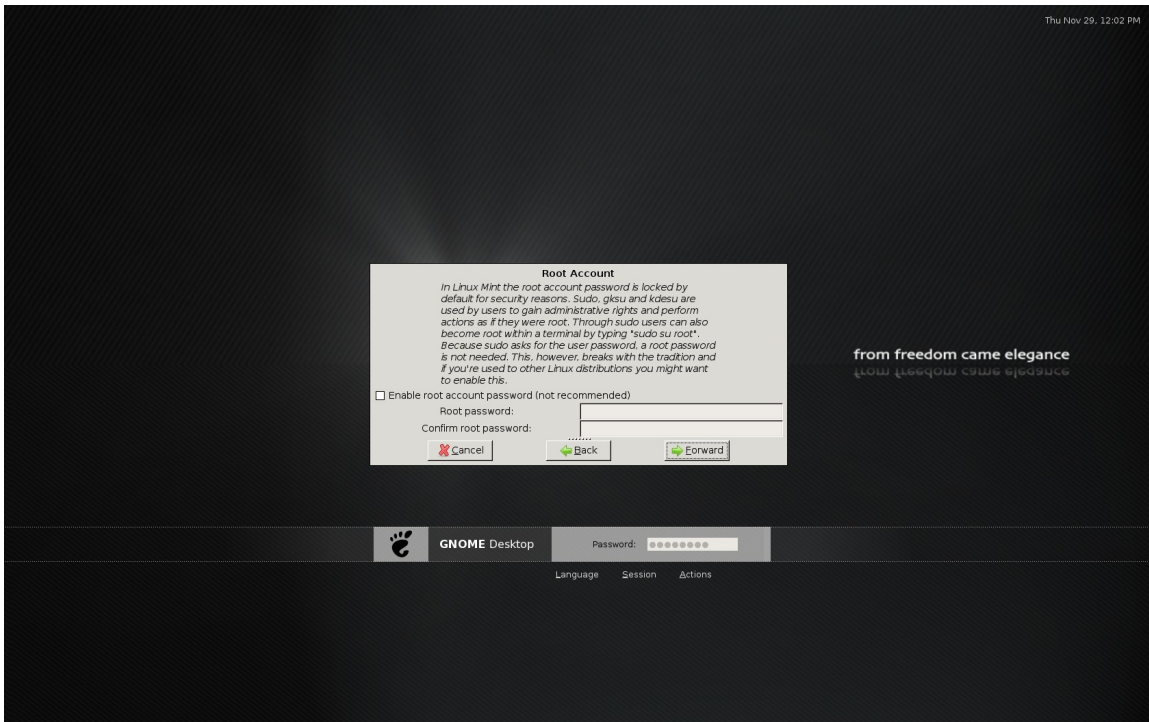 Thu Nov 29, 12:02 PM
Root Account
In Linux Mint the root account password is locked by
default for security reasons. Sudo, gksu and kdesu are
used by users to gain administrative rights and perform
actions as if they were root. Through sudo users can also
become root within a terminal by typing "sudo su root".
Because sudo asks for the user password, a root password
is not needed. This, however, breaks with the tradition and
if you're used to other Linux distributions you might want
to enable this.
Enable root account password (not recommended)
Root password:
Confirm root password:
Cancel Back Forward
from freedom came elegance
GNOME Desktop Password:
Language Session Actions